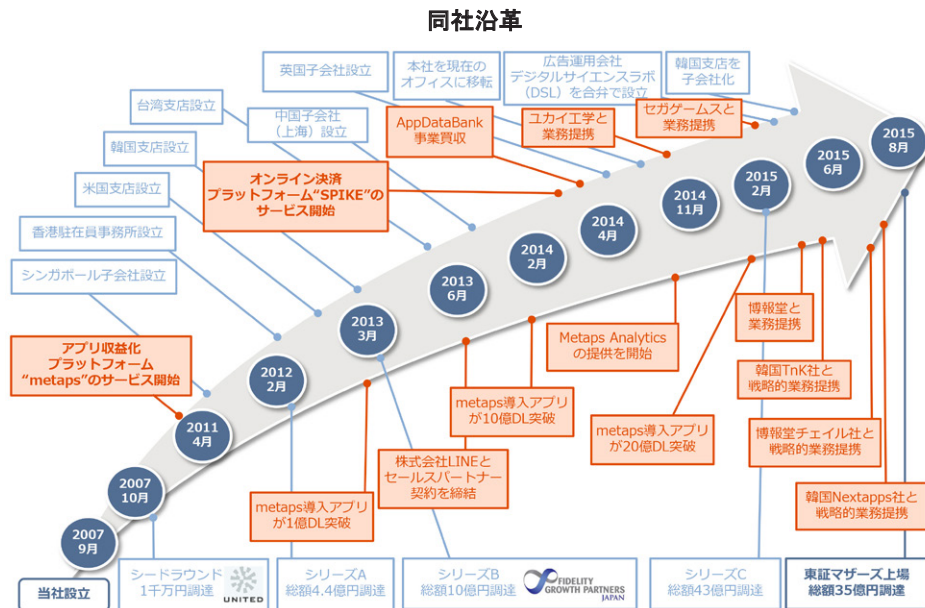 同社沿革
英国子会社設立
本社を現在の
オフィスに移転
広告運用会社
デジタルサイエンスラボ
（DSL）を合弁で設立
韓国支店を
子会社化
台湾支店設立
中国子会社
（上海）設立
AppDataBank
事業買収
ユカイ工学と
業務提携
セガゲームスと
業務提携
韓国支店設立
オンライン決済
プラットフォーム“SPIKE”の
サービス開始
米国支店設立
香港駐在員事務所設立
シンガポール子会社設立
アプリ収益化
プラットフォーム
“metaps”のサービス開始
2007
9月
2007
10月
2011
4月
2012
2月
2013
3月
2013
6月
2014
2月
2014
4月
2014
11月
2015
2月
2015
6月
2015
8月
metaps導入アプリ
が1億DL突破
株式会社LINEと
セールスパートナー
契約を締結
metaps導入アプリ
が10億DL突破
Metaps Analytics
の提供を開始
metaps導入アプリ
が20億DL突破
博報堂と
業務提携
韓国TnK社と
戦略的業務提携
博報堂チェイル社と
戦略的業務提携
韓国Nextapps社と
戦略的業務提携
当社設立
シードラウンド
1千万円調達
UNITED
シリーズA
総額4.4億円調達
シリーズB
総額10億円調達
FIDELITY
GROWTH PARTNERS
JAPAN
シリーズC
総額43億円調達
東証マザーズ上場
総額35億円調達